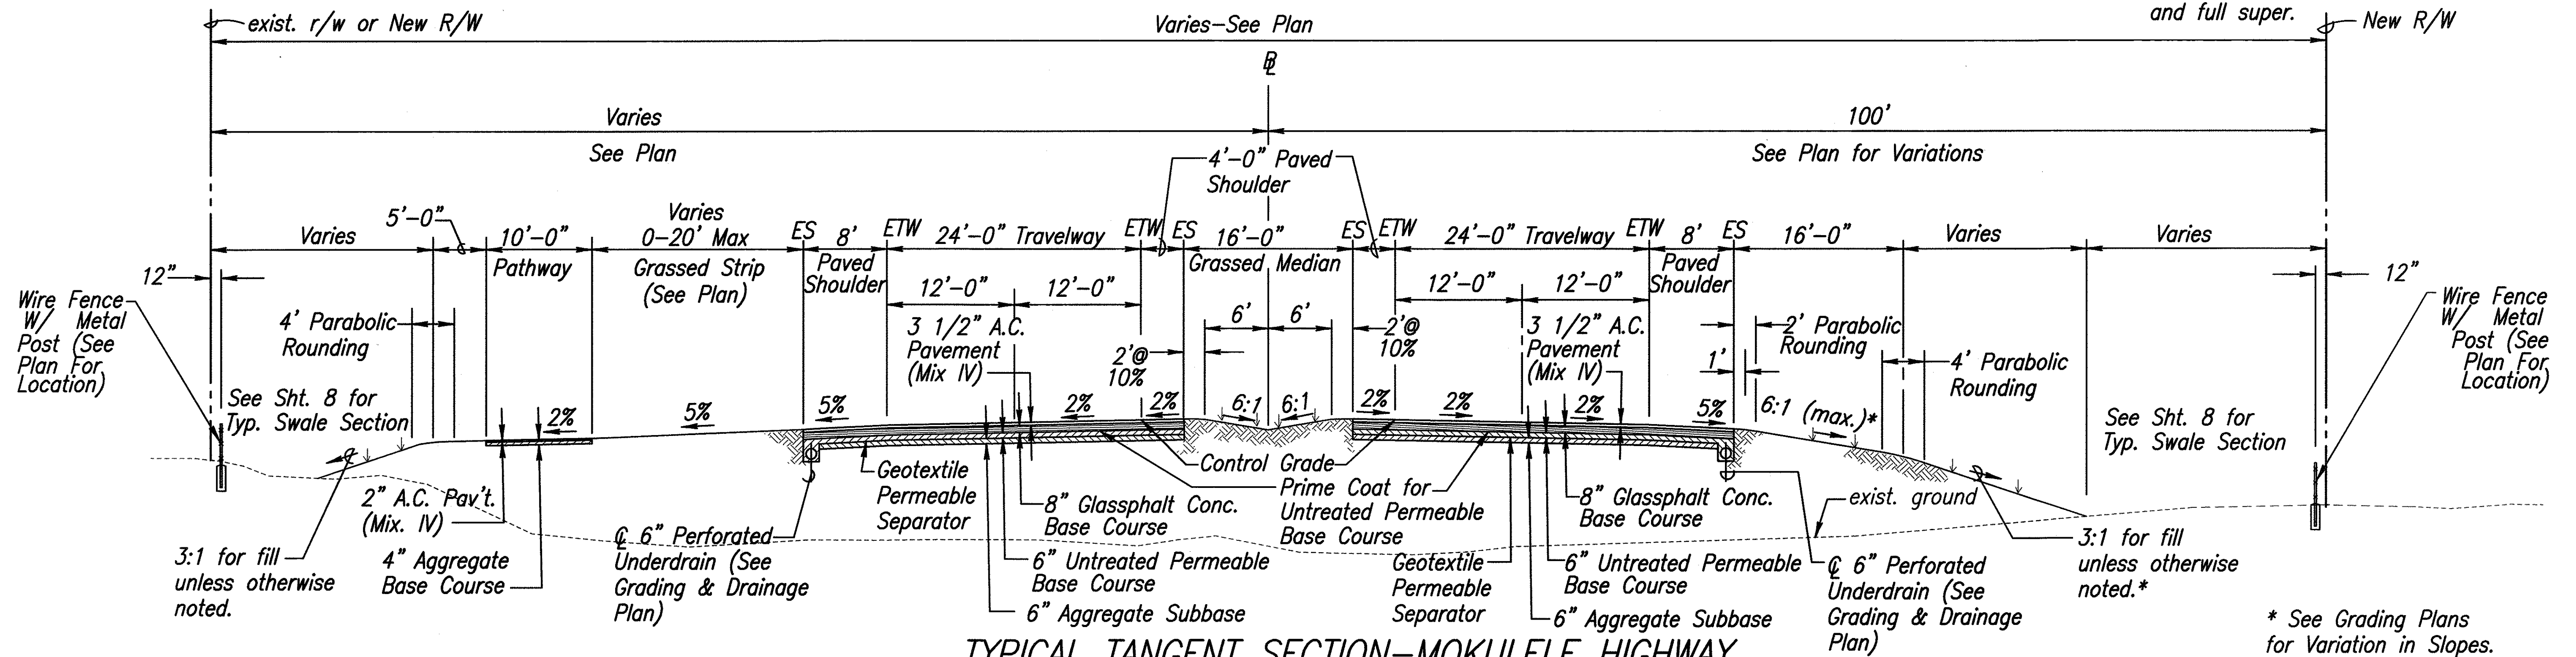 and full super.
exist. r/w or New R/W
Varies-See Plan
New R/W
℄
Varies
100'
See Plan
See Plan for Variations
4'-0" Paved
Shoulder
5'-0"
Varies
10'-0"
Pathway
Varies
0-20' Max
Grassed Strip
(See Plan)
ES
8'
Paved
Shoulder
ETW
24'-0" Travelway
ETW
ES
16'-0"
Grassed Median
ES
ETW
24'-0" Travelway
ETW
8'
Paved
Shoulder
ES
16'-0"
Varies
Varies
12"
12'-0"
12'-0"
12'-0"
12'-0"
12"
Wire Fence
W/ Metal
Post (See
Plan For
Location)
4' Parabolic
Rounding
3 1/2" A.C.
Pavement
(Mix IV)
2'@
10%
6'
6'
2'@
10%
3 1/2" A.C.
Pavement
(Mix IV)
2' Parabolic
Rounding
1'
4' Parabolic
Rounding
Wire Fence
W/ Metal
Post (See
Plan For
Location)
See Sht. 8 for
Typ. Swale Section
2%
5%
5%
2%
2%
6:1
6:1
2%
2%
2%
5%
6:1 (max.)*
See Sht. 8 for
Typ. Swale Section
2" A.C. Pav't.
(Mix. IV)
Geotextile
Permeable
Separator
Control Grade
Prime Coat for
Untreated Permeable
Base Course
8" Glassphalt Conc.
Base Course
8" Glassphalt Conc.
Base Course
exist. ground
3:1 for fill
unless otherwise
noted.
4" Aggregate
Base Course
℄ 6" Perforated
Underdrain (See
Grading & Drainage
Plan)
6" Untreated Permeable
Base Course
6" Aggregate Subbase
Geotextile
Permeable
Separator
6" Untreated Permeable
Base Course
6" Aggregate Subbase
℄ 6" Perforated
Underdrain (See
Grading & Drainage
Plan)
3:1 for fill
unless otherwise
noted.*
* See Grading Plans
for Variation in Slopes.
TYPICAL TANGENT SECTION-MOKULELE HIGHWAY